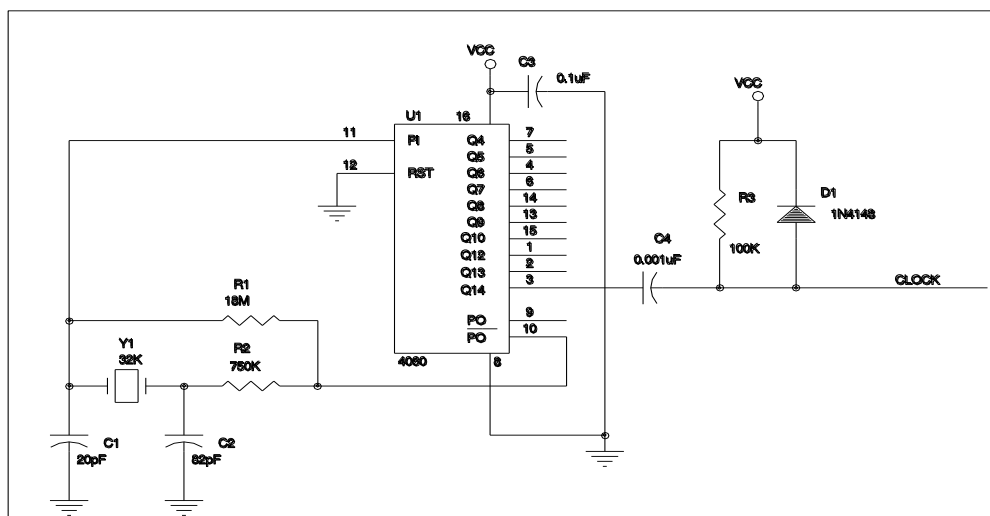 VCC
C3
0.1uF
VCC
U1
16
11
PI
Q4
7
Q5
5
12
RST
Q6
4
Q7
6
Q8
14
Q9
13
Q10
15
Q12
1
Q13
2
Q14
3
PO
9
PO
10
4060
8
R3
100K
D1
1N4148
C4
0.001uF
CLOCK
R1
18M
Y1
32K
R2
750K
C1
20pF
C2
82pF